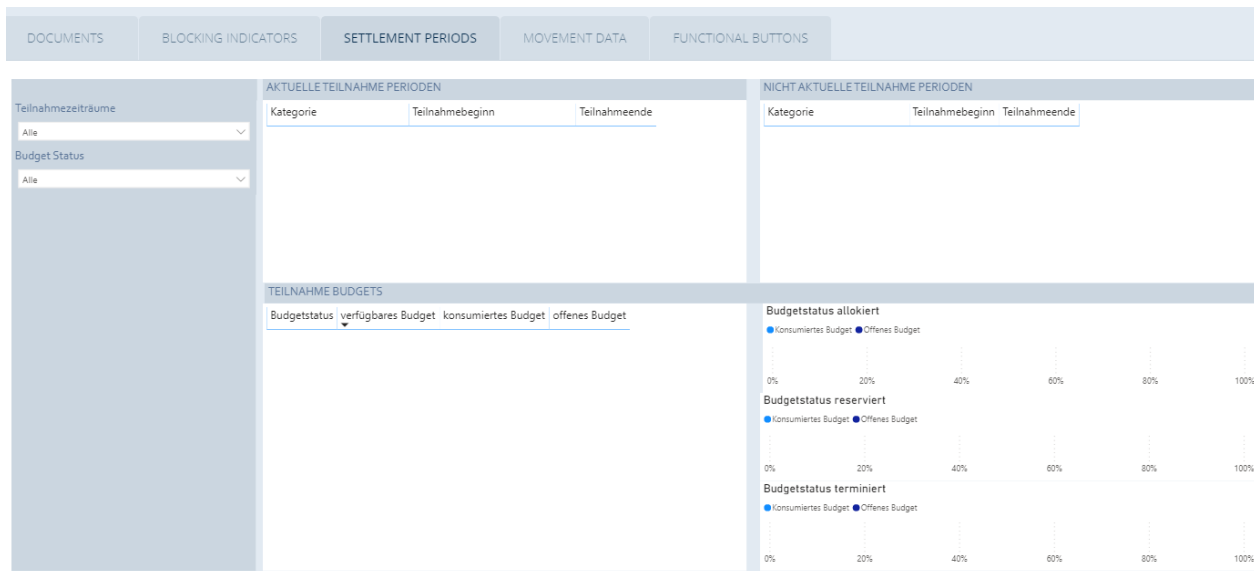 DOCUMENTS BLOCKING INDICATORS SETTLEMENT PERIODS MOVEMENT DATA FUNCTIONAL BUTTONS
Teilnahmezeiträume
Alle
Budget Status
Alle
AKTUELLE TEILNAHME PERIODEN
Kategorie Teilnahmebeginn Teilnahmeende
NICHT AKTUELLE TEILNAHME PERIODEN
Kategorie Teilnahmebeginn Teilnahmeende
TEILNAHME BUDGETS
Budgetstatus verfügbares Budget konsumiertes Budget offenes Budget
Budgetstatus allokiert
Konsumiertes Budget Offenes Budget
0% 20% 40% 60% 80% 100%
Budgetstatus reserviert
Konsumiertes Budget Offenes Budget
0% 20% 40% 60% 80% 100%
Budgetstatus terminiert
Konsumiertes Budget Offenes Budget
0% 20% 40% 60% 80% 100%